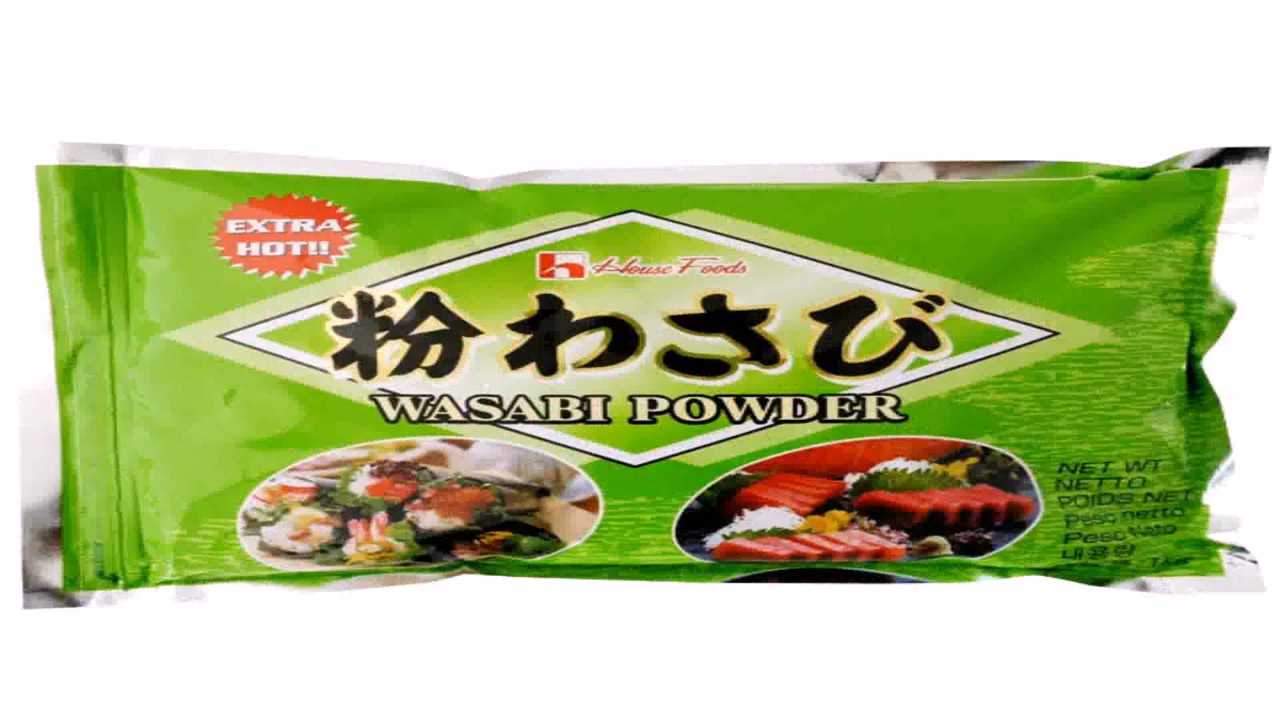 EXTRA
HOT!!
House Foods
粉わさび
WASABI POWDER
NET WT
NETTO
POIDS NET
Peso netto
Peso Neto
내용량